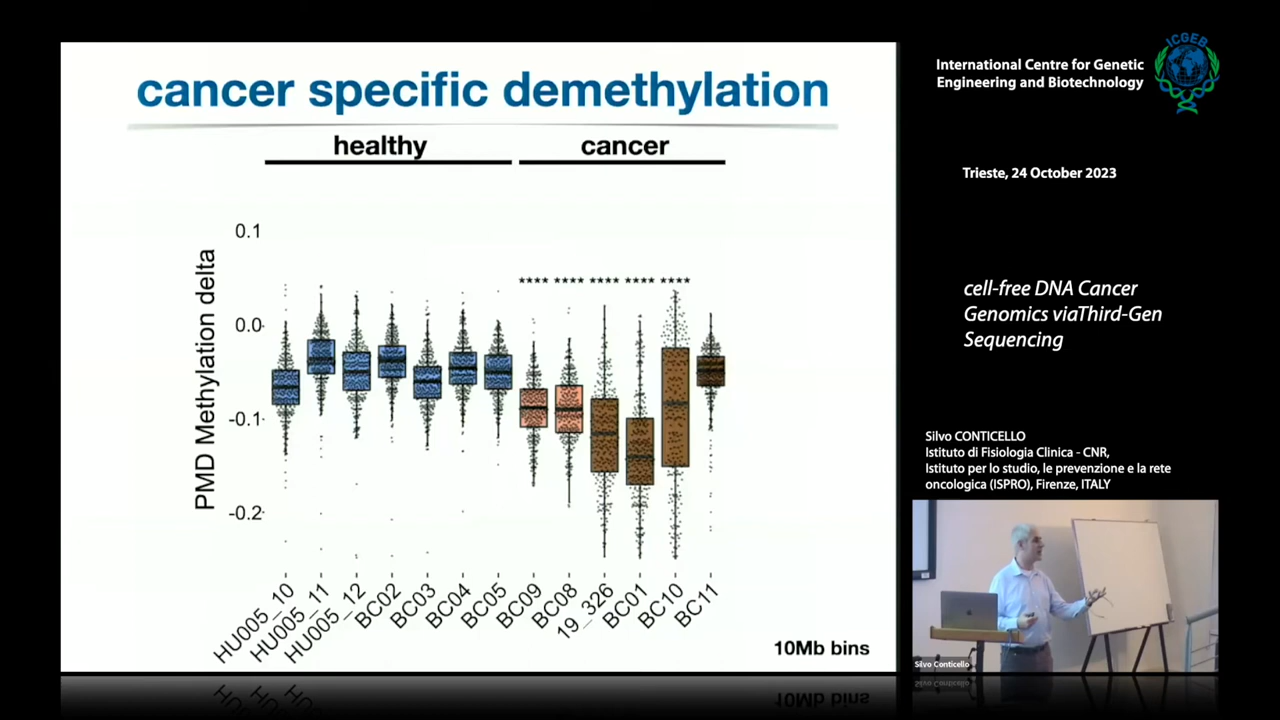 cancer specific demethylation
healthy
cancer
PMD Methylation delta
0.1
0.0
-0.1
-0.2
**** **** **** **** ****
HU005_10
HU005_11
HU005_12
BC02
BC03
BC04
BC05
BC09
BC08
19_326
BC01
BC10
BC11
10Mb bins
ICGEB
International Centre for Genetic
Engineering and Biotechnology
Trieste, 24 October 2023
cell-free DNA Cancer
Genomics viaThird-Gen
Sequencing
Silvo CONTICELLO
Istituto di Fisiologia Clinica - CNR,
Istituto per lo studio, le prevenzione e la rete
oncologica (ISPRO), Firenze, ITALY
Silvo Conticello